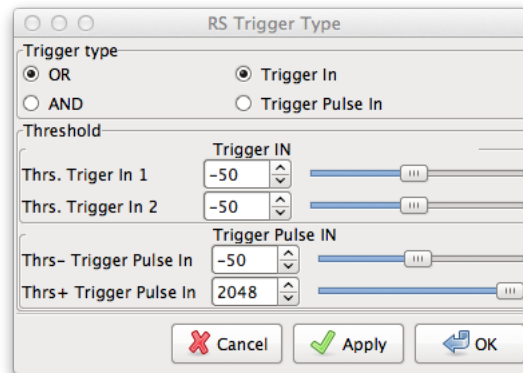 RS Trigger Type
Trigger type
OR Trigger In
AND Trigger Pulse In
Threshold
Trigger IN
Thrs. Triger In 1 -50
Thrs. Trigger In 2 -50
Trigger Pulse IN
Thrs- Trigger Pulse In -50
Thrs+ Trigger Pulse In 2048
Cancel Apply OK